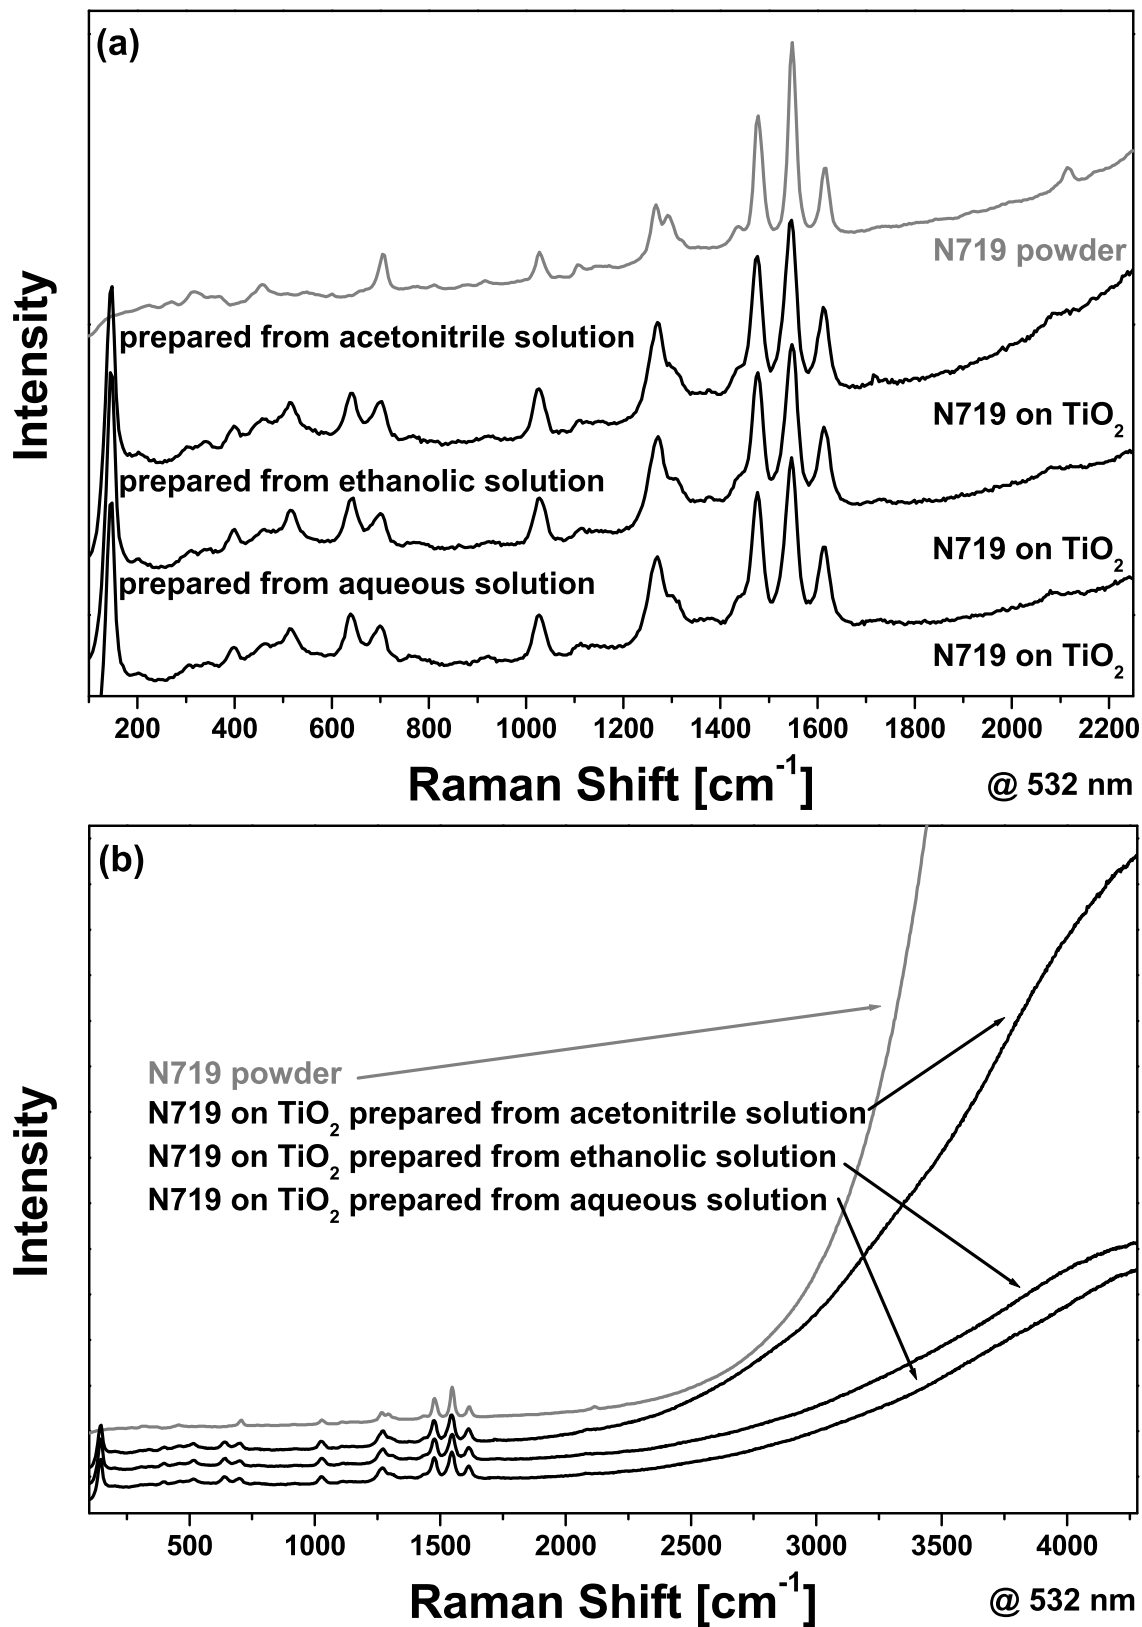 (a)
N719 powder
prepared from acetonitrile solution
N719 on TiO2
prepared from ethanolic solution
N719 on TiO2
prepared from aqueous solution
N719 on TiO2
Intensity
200 400 600 800 1000 1200 1400 1600 1800 2000 2200
Raman Shift [cm-1]
@ 532 nm
(b)
N719 powder
N719 on TiO2 prepared from acetonitrile solution
N719 on TiO2 prepared from ethanolic solution
N719 on TiO2 prepared from aqueous solution
Intensity
500 1000 1500 2000 2500 3000 3500 4000
Raman Shift [cm-1]
@ 532 nm